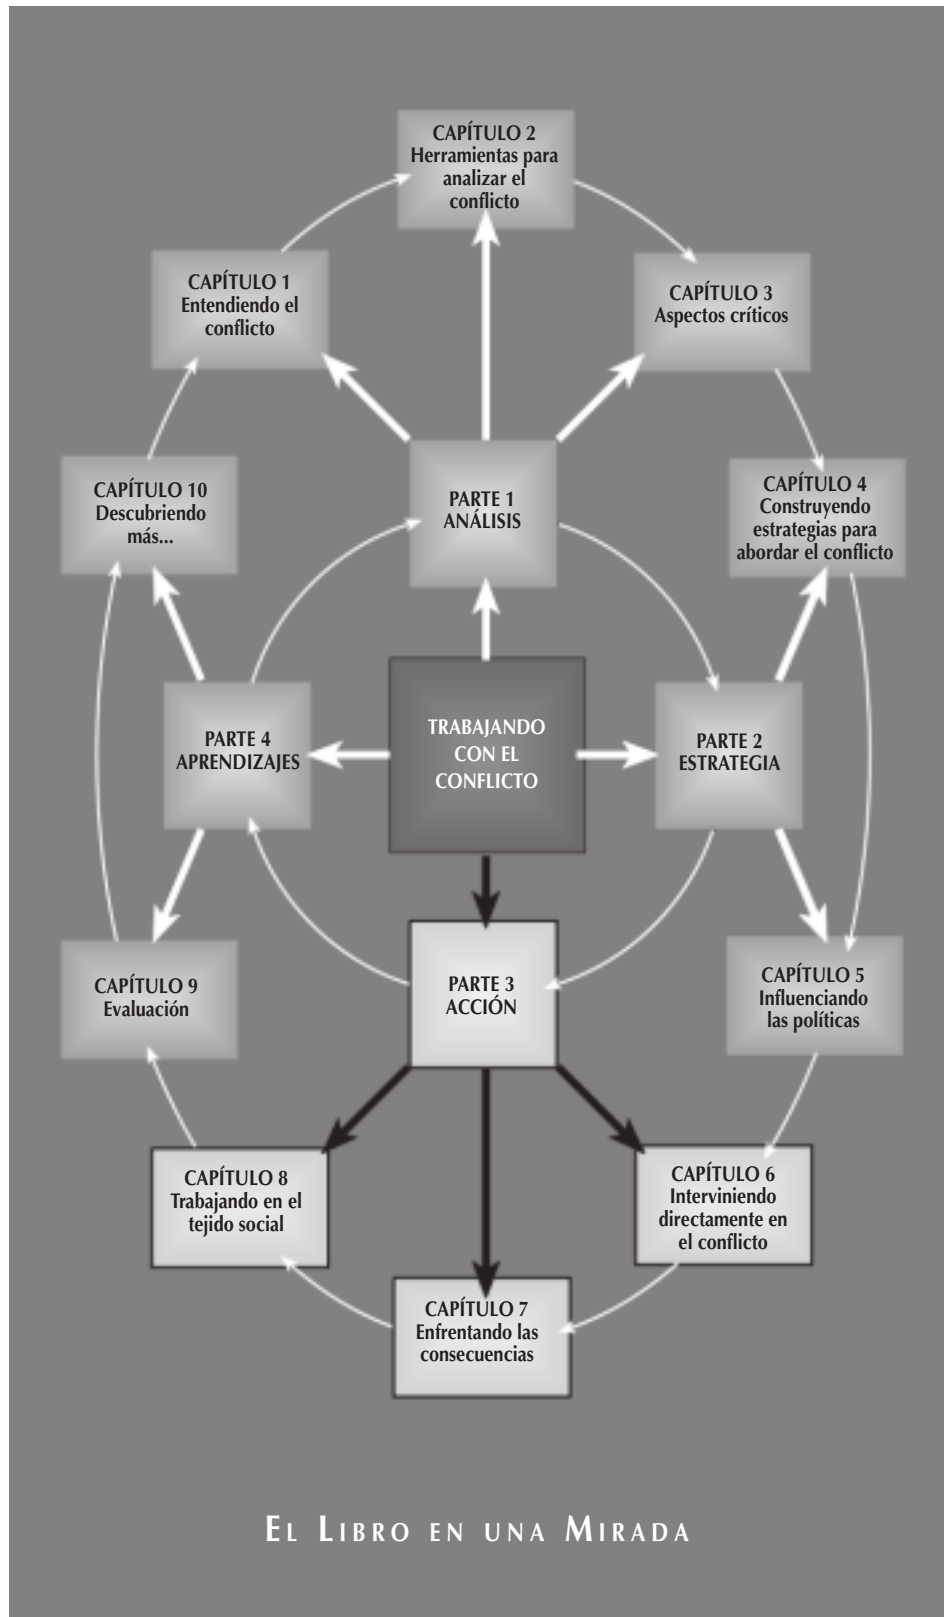 CAPÍTULO 2
Herramientas para
analizar el
conflicto
CAPÍTULO 1
Entendiendo el
conflicto
CAPÍTULO 3
Aspectos críticos
CAPÍTULO 10
Descubriendo
más...
PARTE 1
ANÁLISIS
CAPÍTULO 4
Construyendo
estrategias para
abordar el conflicto
PARTE 4
APRENDIZAJES
TRABAJANDO
CON EL
CONFLICTO
PARTE 2
ESTRATEGIA
CAPÍTULO 9
Evaluación
PARTE 3
ACCIÓN
CAPÍTULO 5
Influenciando
las políticas
CAPÍTULO 8
Trabajando en el
tejido social
CAPÍTULO 6
Interviniendo
directamente en
el conflicto
CAPÍTULO 7
Enfrentando las
consecuencias
EL LIBRO EN UNA MIRADA